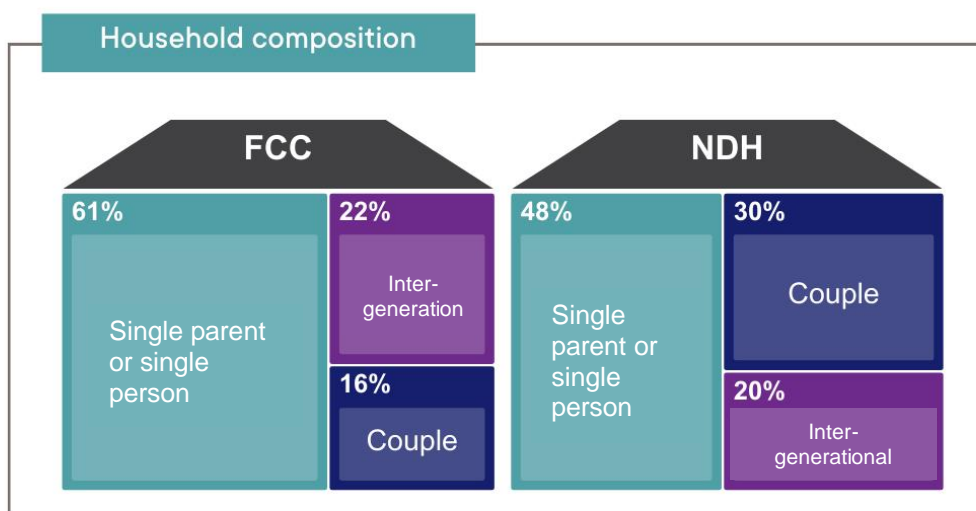 Household composition
FCC
61%
Single parent
or single
person
22%
Inter-
generation
16%
Couple
NDH
48%
Single
parent or
single
person
30%
Couple
20%
Inter-
generational